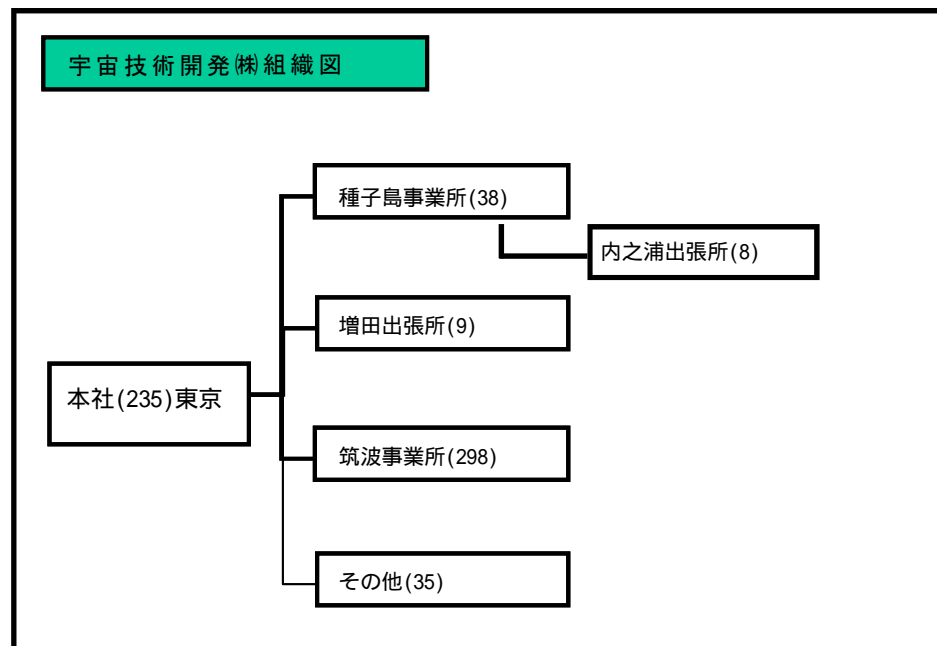 宇宙技術開発㈱組織図
種子島事業所(38)
内之浦出張所(8)
増田出張所(9)
本社(235)東京
筑波事業所(298)
その他(35)